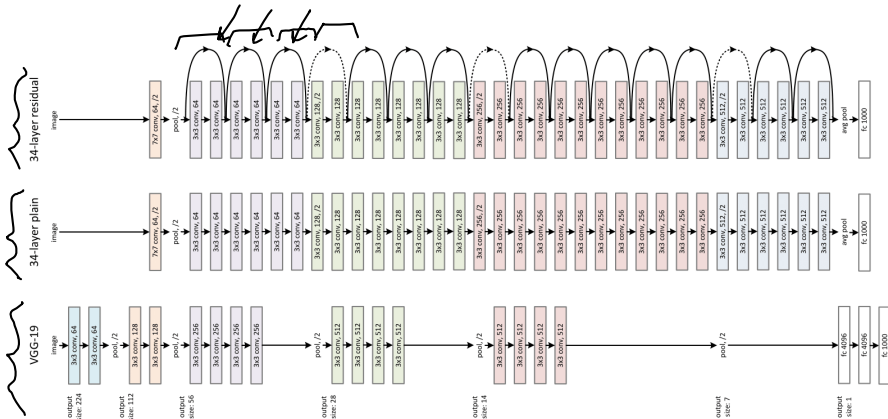 34-layer residual
image
7x7 conv, 64, /2
pool, /2
3x3 conv, 64
3x3 conv, 64
3x3 conv, 64
3x3 conv, 64
3x3 conv, 64
3x3 conv, 64
3x3 conv, 128, /2
3x3 conv, 128
3x3 conv, 128
3x3 conv, 128
3x3 conv, 128
3x3 conv, 128
3x3 conv, 128
3x3 conv, 128
3x3 conv, 256, /2
3x3 conv, 256
3x3 conv, 256
3x3 conv, 256
3x3 conv, 256
3x3 conv, 256
3x3 conv, 256
3x3 conv, 256
3x3 conv, 256
3x3 conv, 256
3x3 conv, 256
3x3 conv, 256
3x3 conv, 512, /2
3x3 conv, 512
3x3 conv, 512
3x3 conv, 512
3x3 conv, 512
3x3 conv, 512
avg pool
fc 1000
34-layer plain
image
7x7 conv, 64, /2
pool, /2
3x3 conv, 64
3x3 conv, 64
3x3 conv, 64
3x3 conv, 64
3x3 conv, 64
3x3 conv, 64
3x3 conv, 128, /2
3x3 conv, 128
3x3 conv, 128
3x3 conv, 128
3x3 conv, 128
3x3 conv, 128
3x3 conv, 128
3x3 conv, 128
3x3 conv, 256, /2
3x3 conv, 256
3x3 conv, 256
3x3 conv, 256
3x3 conv, 256
3x3 conv, 256
3x3 conv, 256
3x3 conv, 256
3x3 conv, 256
3x3 conv, 256
3x3 conv, 256
3x3 conv, 256
3x3 conv, 512, /2
3x3 conv, 512
3x3 conv, 512
3x3 conv, 512
3x3 conv, 512
3x3 conv, 512
avg pool
fc 1000
VGG-19
image
3x3 conv, 64
3x3 conv, 64
pool, /2
3x3 conv, 128
3x3 conv, 128
pool, /2
3x3 conv, 256
3x3 conv, 256
3x3 conv, 256
3x3 conv, 256
pool, /2
3x3 conv, 512
3x3 conv, 512
3x3 conv, 512
3x3 conv, 512
pool, /2
3x3 conv, 512
3x3 conv, 512
3x3 conv, 512
3x3 conv, 512
pool, /2
fc 4096
fc 4096
fc 1000
output
size: 224
output
size: 112
output
size: 56
output
size: 28
output
size: 14
output
size: 7
output
size: 1